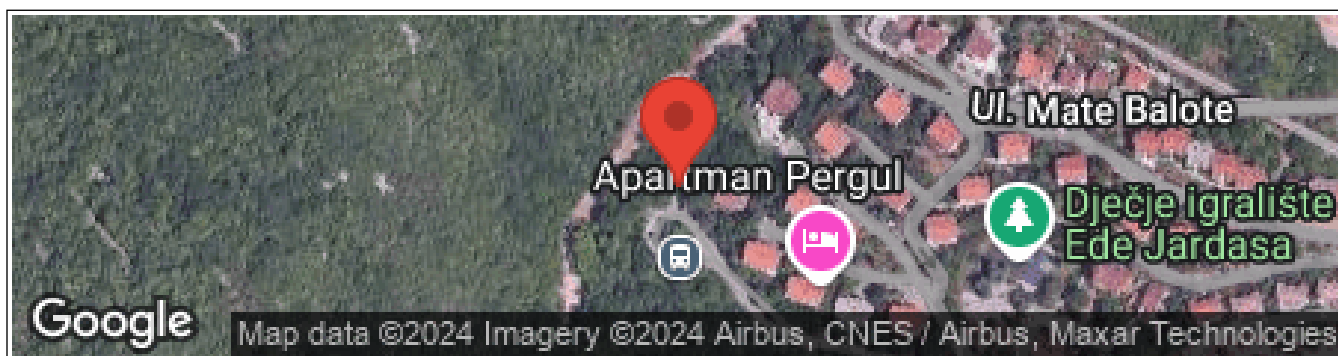 Ul. Mate Balote
Apartman Pergul
Dječje igralište
Ede Jardasa
Google
Map data ©2024 Imagery ©2024 Airbus, CNES / Airbus, Maxar Technologies